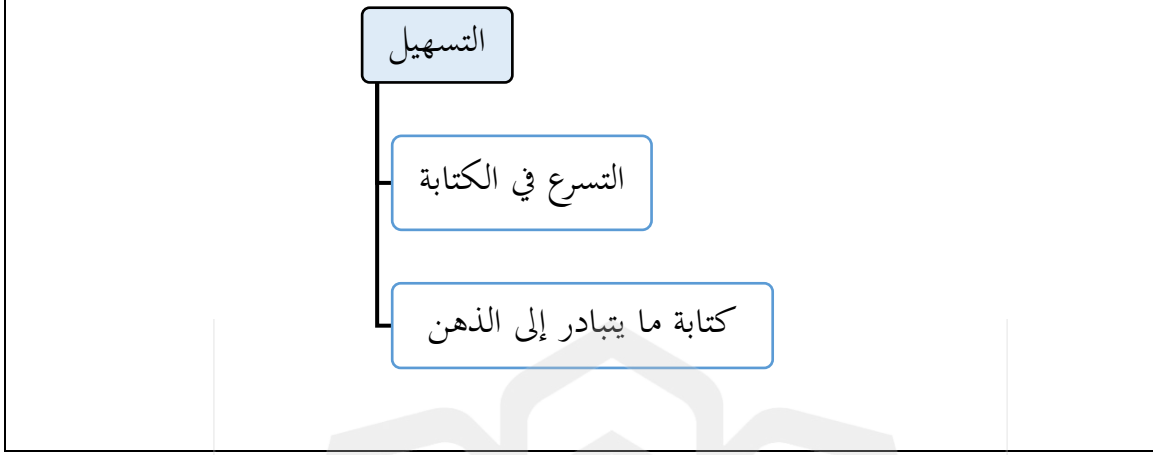 التسهيل
التسرع في الكتابة
كتابة ما يتبادر إلى الذهن